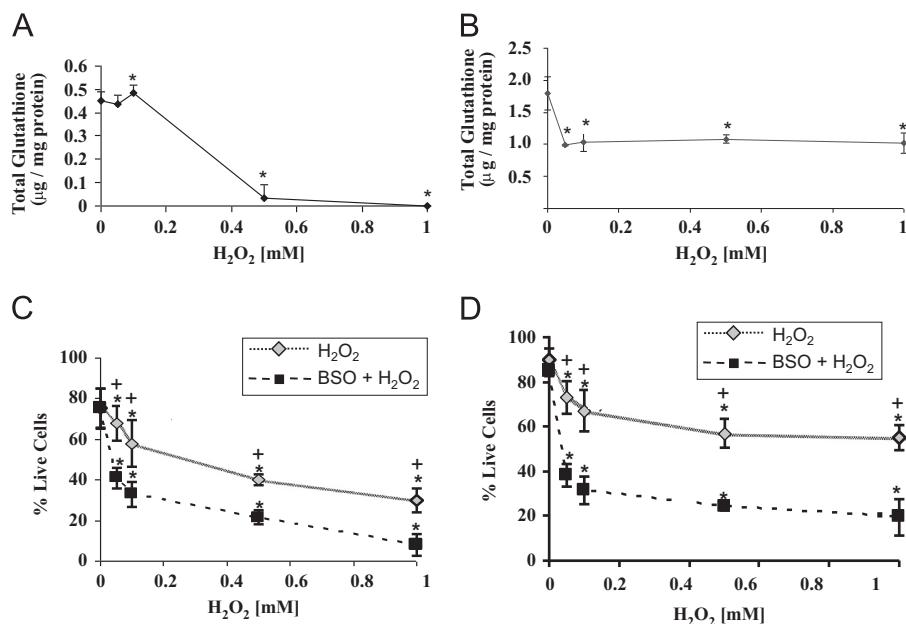 A
Total Glutathione
(µg / mg protein)
0.6
0.5
0.4
0.3
0.2
0.1
0
* * *
0 0.2 0.4 0.6 0.8 1
H₂O₂ [mM]
B
Total Glutathione
(µg / mg protein)
2.5
2.0
1.5
1.0
0.5
* * * *
0 0.2 0.4 0.6 0.8 1
H₂O₂ [mM]
C
H₂O₂
BSO + H₂O₂
% Live Cells
100
80
60
40
20
0
+ + + +
* * * *
* * * *
0 0.2 0.4 0.6 0.8 1
H₂O₂ [mM]
D
H₂O₂
BSO + H₂O₂
% Live Cells
100
80
60
40
20
0
+ + + +
* * * *
* * * *
0 0.2 0.4 0.6 0.8 1
H₂O₂ [mM]